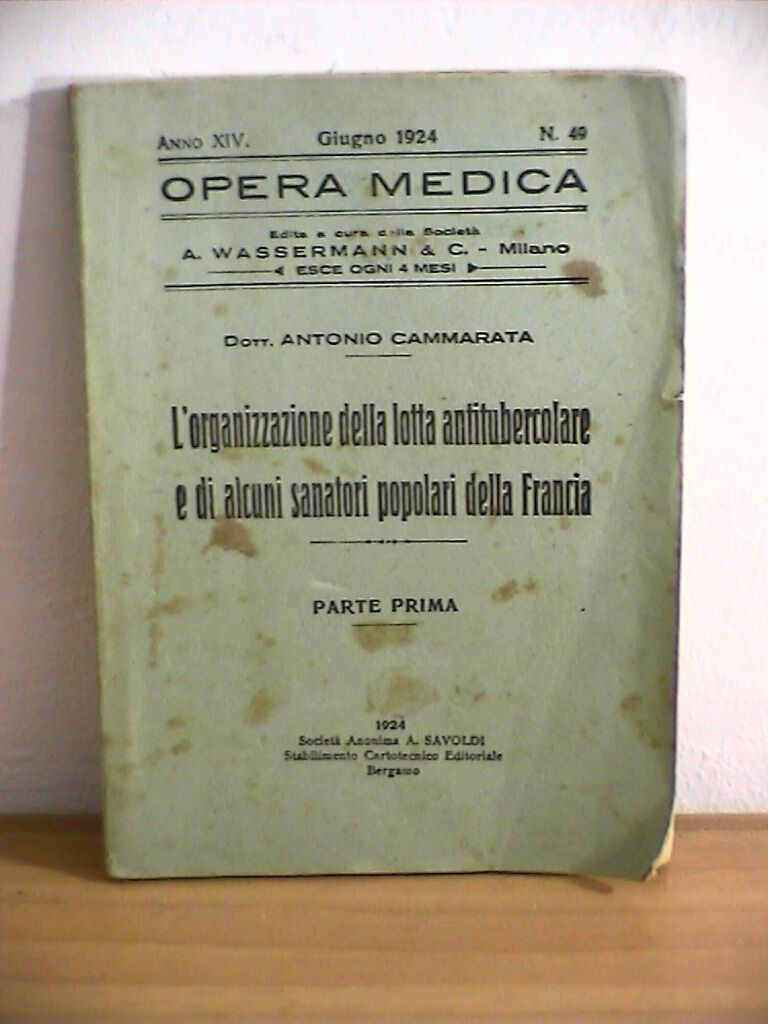 ANNO XIV. Giugno 1924 N. 49
OPERA MEDICA
Edita a cura della Società
A. WASSERMANN & C. - Milano
ESCE OGNI 4 MESI
DOTT. ANTONIO CAMMARATA
L'organizzazione della lotta antitubercolare
e di alcuni sanatori popolari della Francia
PARTE PRIMA
1924
Società Anonima A. SAVOLDI
Stabilimento Cartotecnico Editoriale
Bergamo